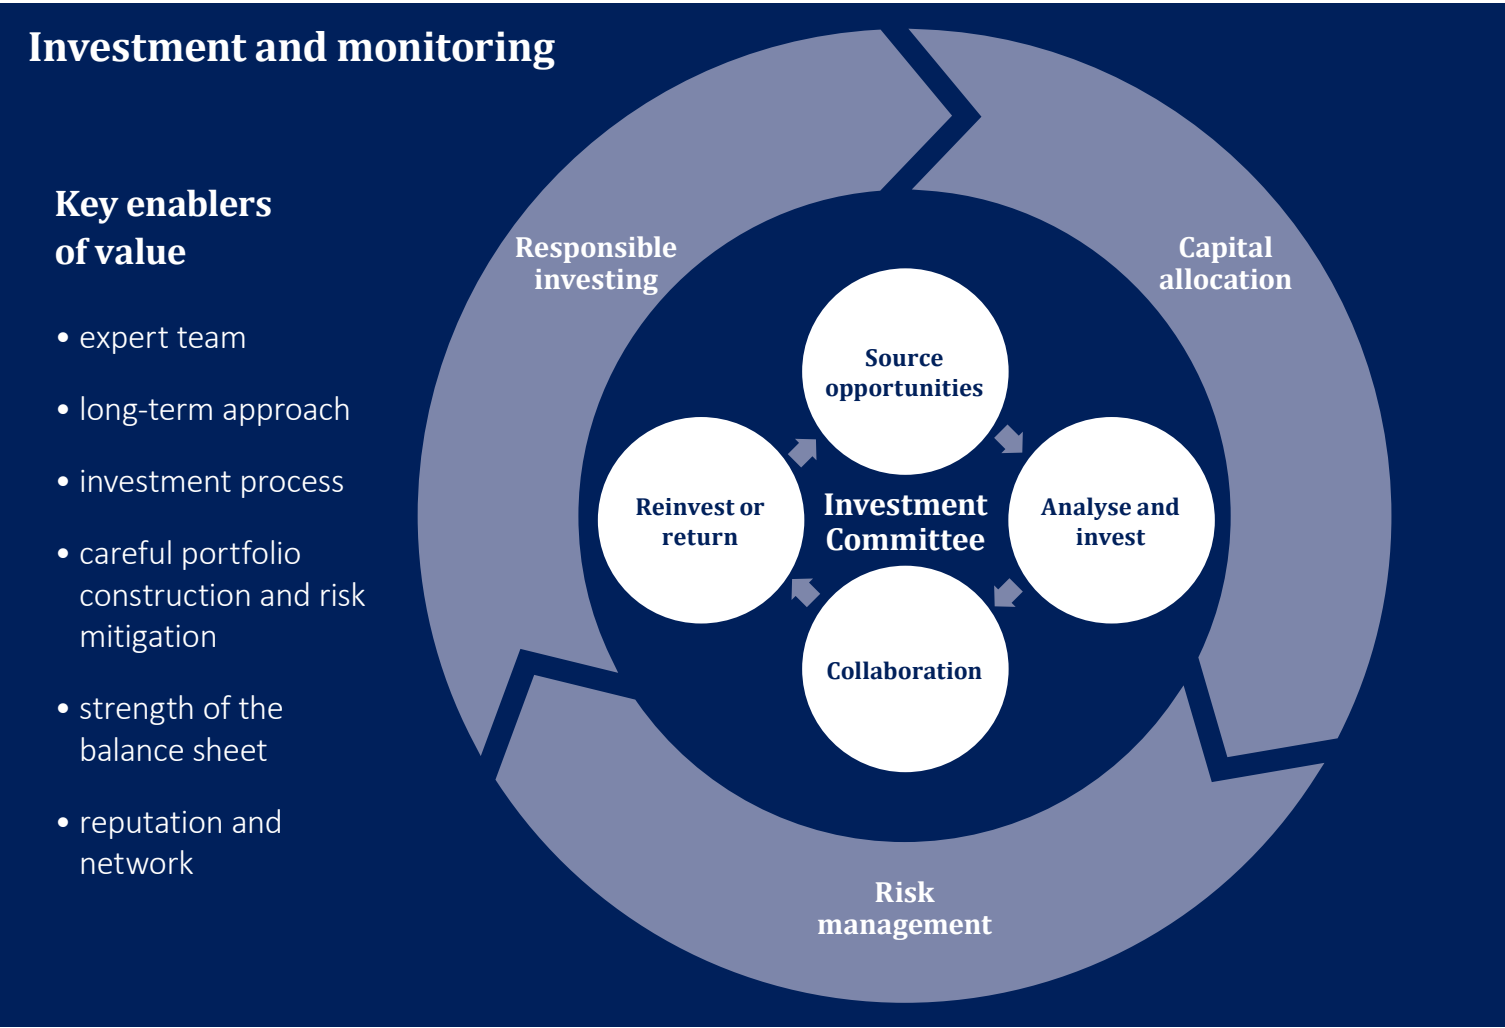 Investment and monitoring
Key enablers
of value
• expert team
• long-term approach
• investment process
• careful portfolio
construction and risk
mitigation
• strength of the
balance sheet
• reputation and
network
Responsible
investing
Capital
allocation
Source
opportunities
Reinvest or
return
Investment
Committee
Analyse and
invest
Collaboration
Risk
management